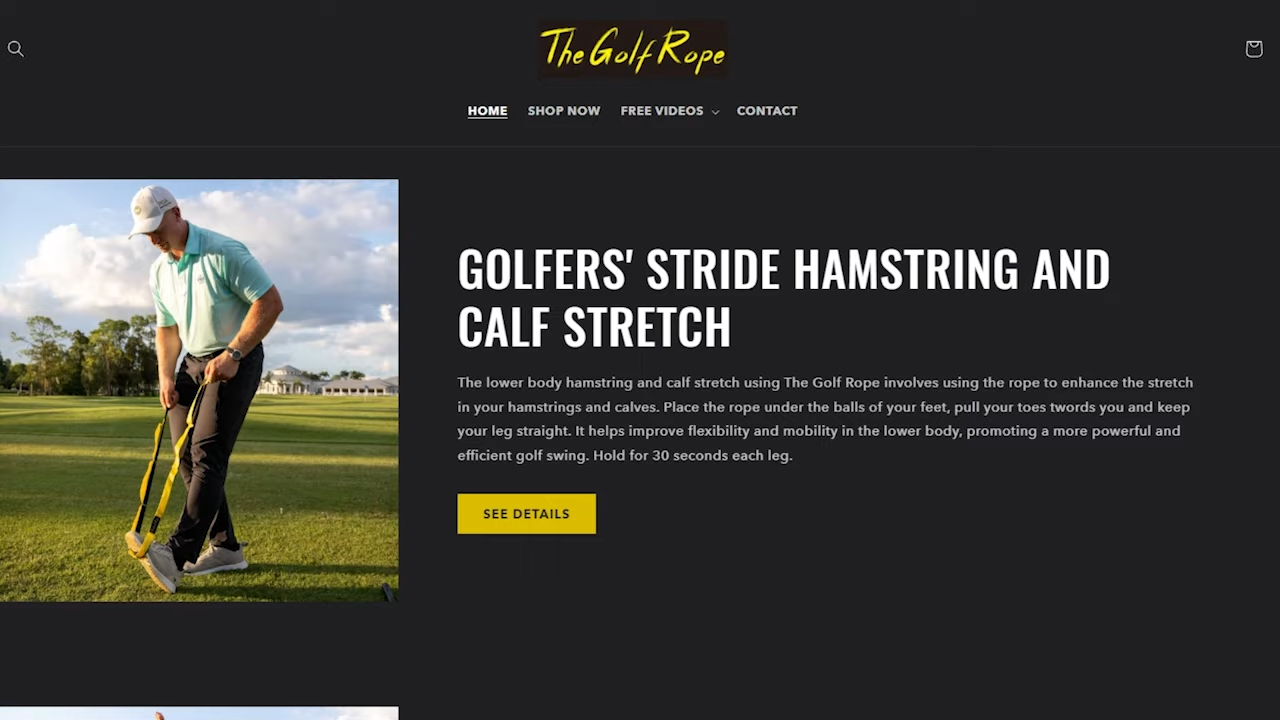 The Golf Rope
HOME SHOP NOW FREE VIDEOS CONTACT
GOLFERS' STRIDE HAMSTRING AND
CALF STRETCH
The lower body hamstring and calf stretch using The Golf Rope involves using the rope to enhance the stretch
in your hamstrings and calves. Place the rope under the balls of your feet, pull your toes twords you and keep
your leg straight. It helps improve flexibility and mobility in the lower body, promoting a more powerful and
efficient golf swing. Hold for 30 seconds each leg.
SEE DETAILS